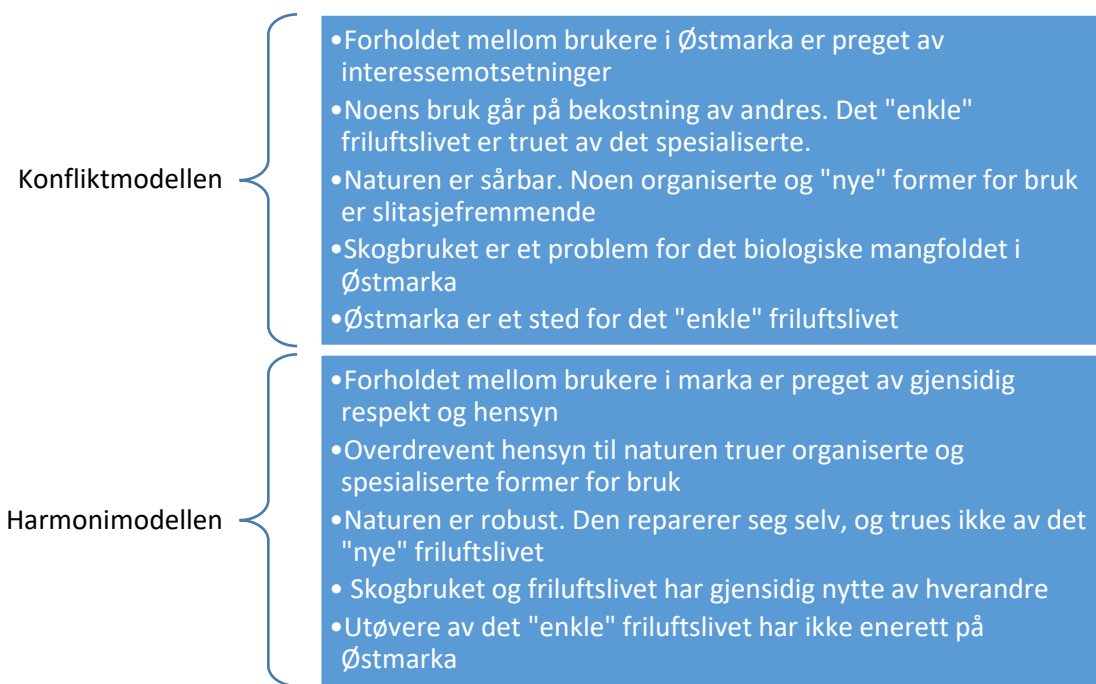 Konfliktmodellen
•Forholdet mellom brukere i Østmarka er preget av
interessemotsetninger
•Noens bruk går på bekostning av andres. Det "enkle"
friluftslivet er truet av det spesialiserte.
•Naturen er sårbar. Noen organiserte og "nye" former for bruk
er slitasjefremmende
•Skogbruket er et problem for det biologiske mangfoldet i
Østmarka
•Østmarka er et sted for det "enkle" friluftslivet
Harmonimodellen
•Forholdet mellom brukere i marka er preget av gjensidig
respekt og hensyn
•Overdrevent hensyn til naturen truer organiserte og
spesialiserte former for bruk
•Naturen er robust. Den reparerer seg selv, og trues ikke av det
"nye" friluftslivet
• Skogbruket og friluftslivet har gjensidig nytte av hverandre
•Utøvere av det "enkle" friluftslivet har ikke enerett på
Østmarka